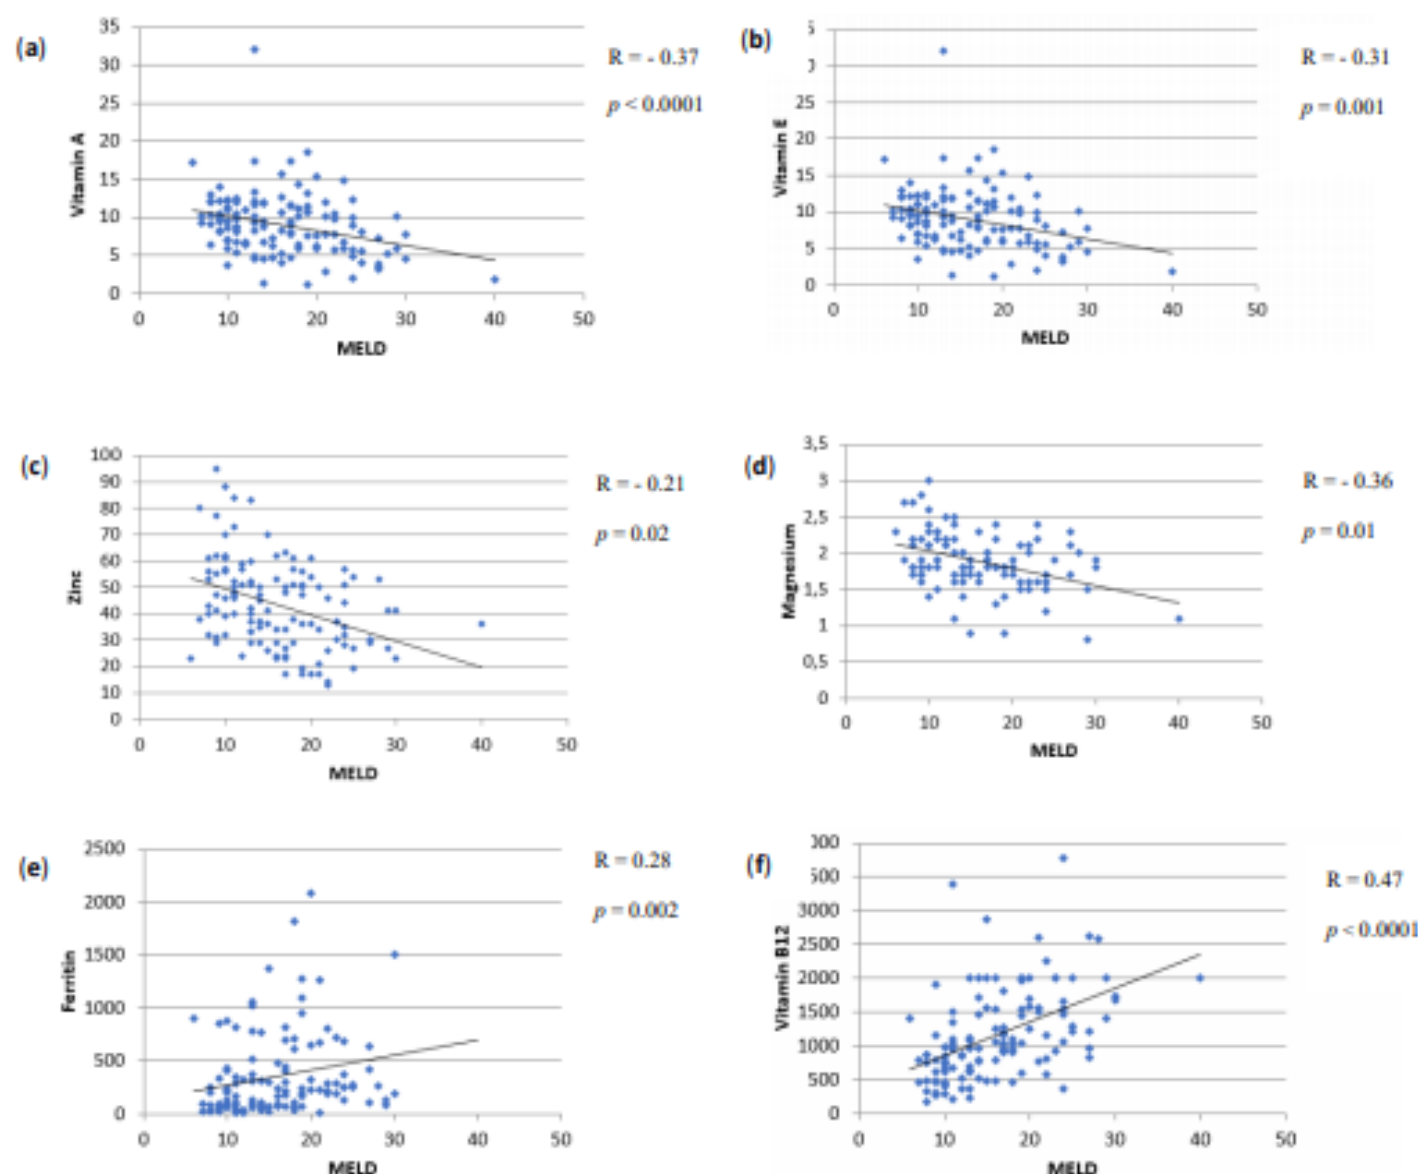 (a)
35
30
25
20
15
10
5
0
Vitamin A
0 10 20 30 40 50
MELD
R = - 0.37
p < 0.0001
(b)
20
15
10
5
0
Vitamin E
0 10 20 30 40 50
MELD
R = - 0.31
p = 0.001
(c)
100
90
80
70
60
50
40
30
20
10
0
Zinc
0 10 20 30 40 50
MELD
R = - 0.21
p = 0.02
(d)
3,5
3
2,5
2
1,5
1
0,5
0
Magnesium
0 10 20 30 40 50
MELD
R = - 0.36
p = 0.01
(e)
2500
2000
1500
1000
500
0
Ferritin
0 10 20 30 40 50
MELD
R = 0.28
p = 0.002
(f)
000
500
3000
2500
2000
1500
1000
500
0
Vitamin B12
0 10 20 30 40 50
MELD
R = 0.47
p < 0.0001